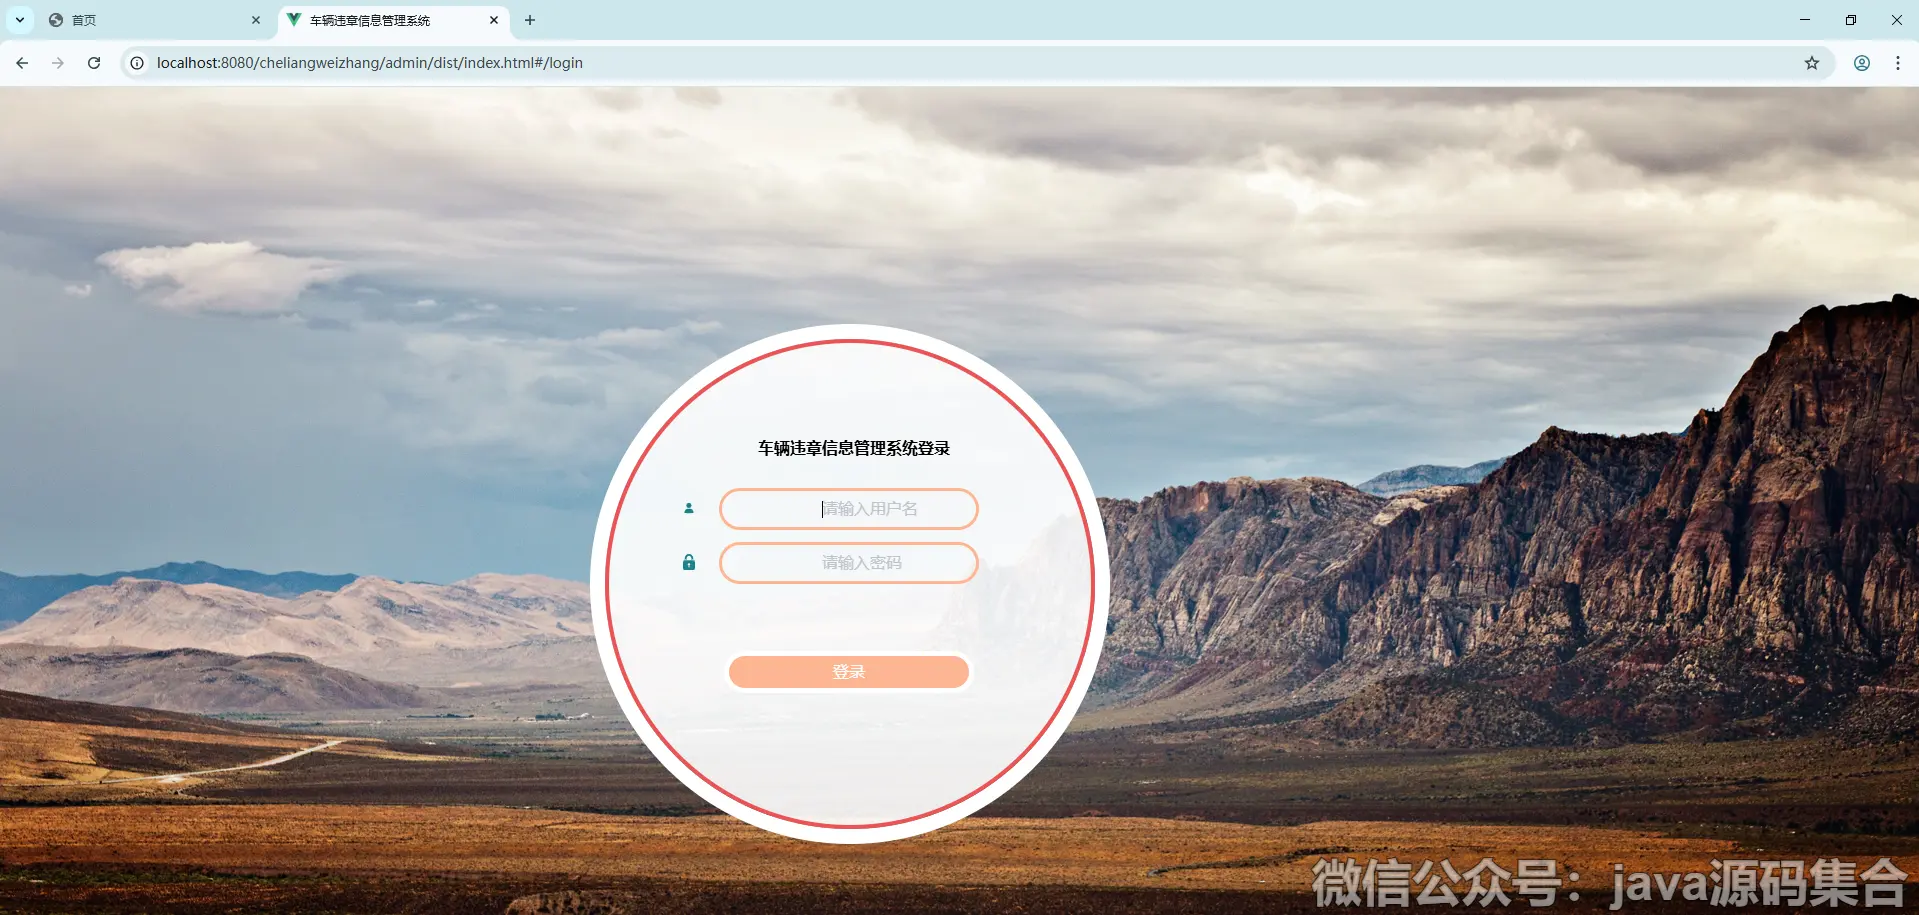 首页
车辆违章信息管理系统
localhost:8080/cheliangweizhang/admin/dist/index.html#/login
车辆违章信息管理系统登录
请输入用户名
请输入密码
登录
微信公众号：java源码集合